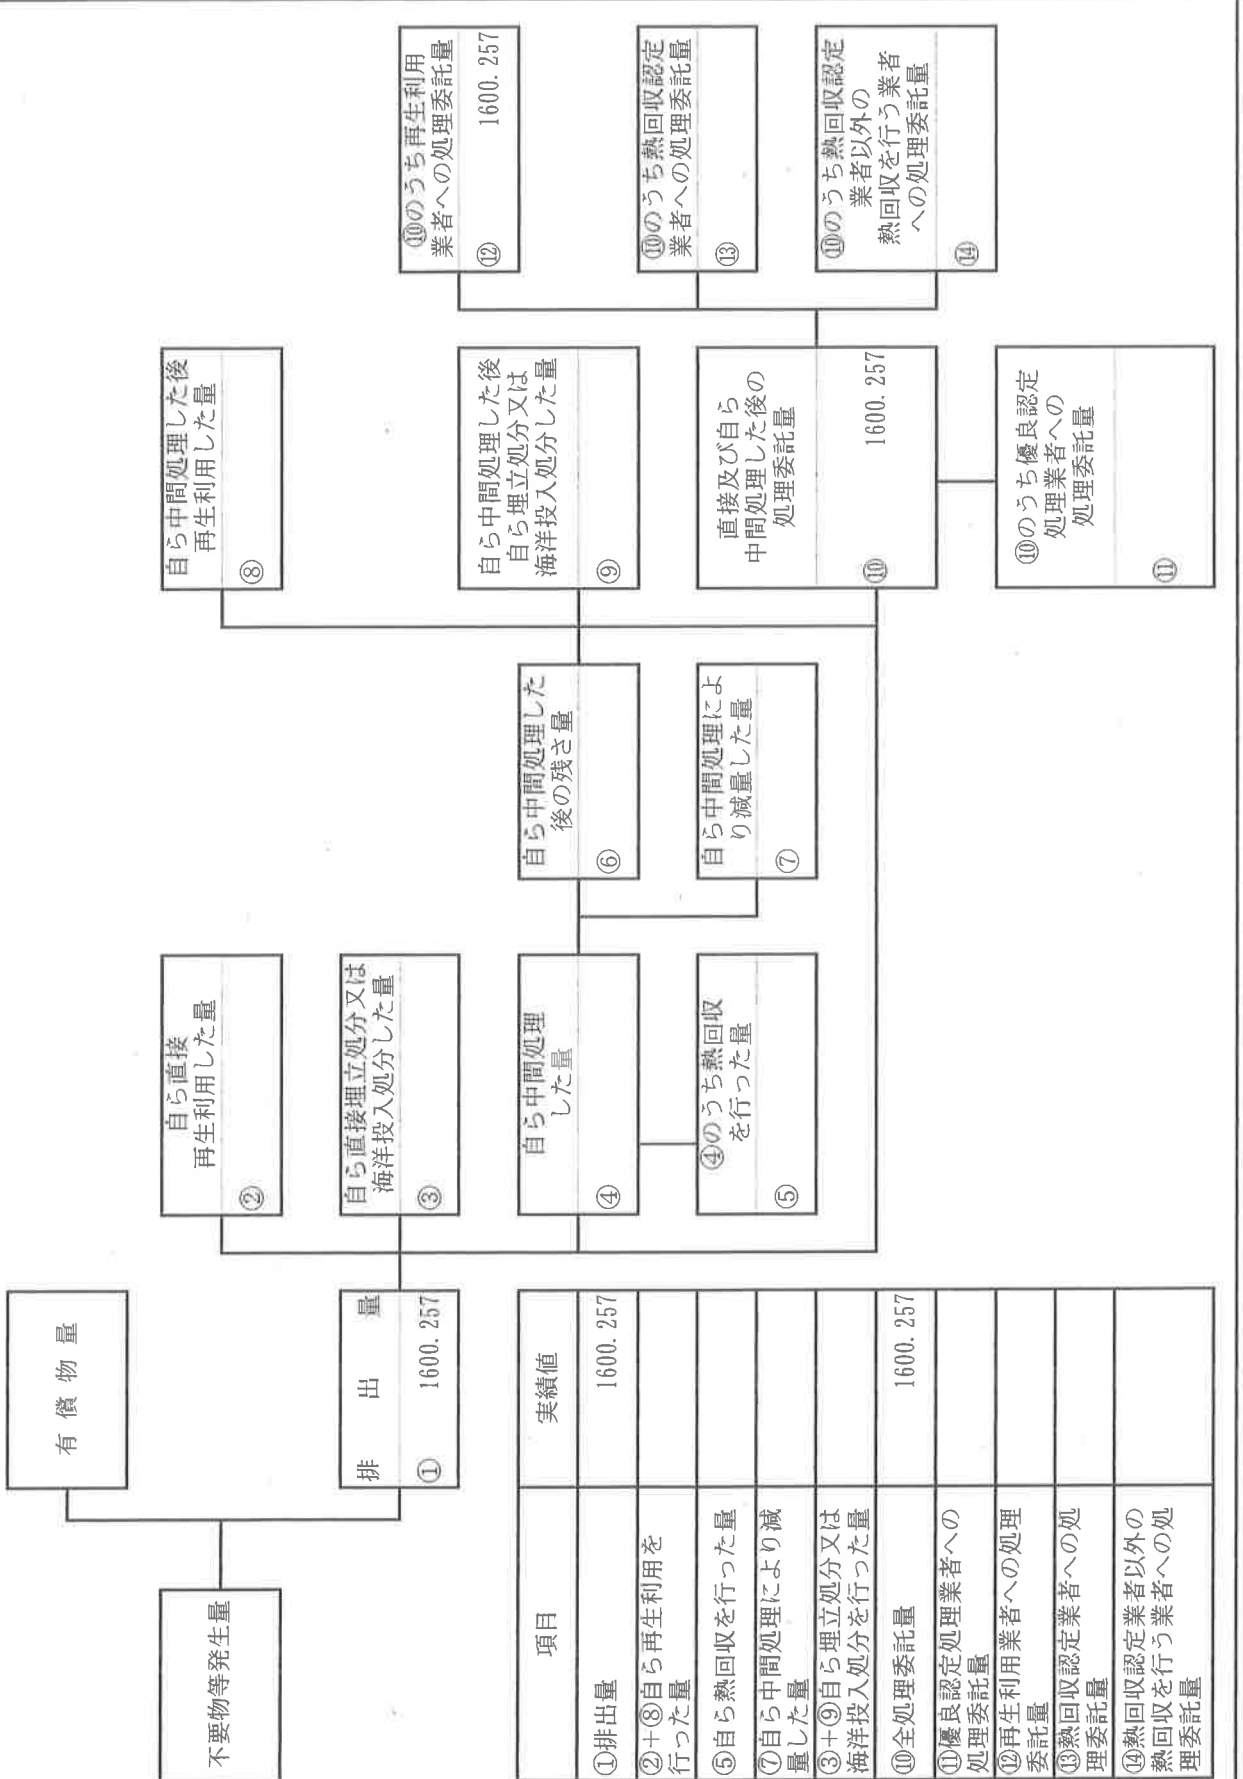 不要物等発生量
有償物量
排出量
① 1600.257
自ら直接
再生利用した量
②
自ら直接埋立処分又は
海洋投入処分した量
③
自ら中間処理
した量
④
④のうち熱回収
を行った量
⑤
自ら中間処理した
後の残さ量
⑥
自ら中間処理によ
り減量した量
⑦
自ら中間処理した後
再生利用した量
⑧
自ら中間処理した後
自ら埋立処分又は
海洋投入処分した量
⑨
直接及び自ら
中間処理した後の
処理委託量
⑩ 1600.257
⑩のうち優良認定
処理業者への
処理委託量
⑪
⑩のうち再生利用
業者への処理委託量
⑫ 1600.257
⑩のうち熱回収認定
業者への処理委託量
⑬
⑩のうち熱回収認定
業者以外の
熱回収を行う業者
への処理委託量
⑭
項目 実績値
①排出量 1600.257
②+⑧自ら再生利用を
行った量
⑤自ら熱回収を行った量
⑦自ら中間処理により減
量した量
③+⑨自ら埋立処分又は
海洋投入処分を行った量
⑩全処理委託量 1600.257
⑪優良認定処理業者への
処理委託量
⑫再生利用業者への処理
委託量
⑬熱回収認定業者への処
理委託量
⑭熱回収認定業者以外の
熱回収を行う業者への処
理委託量